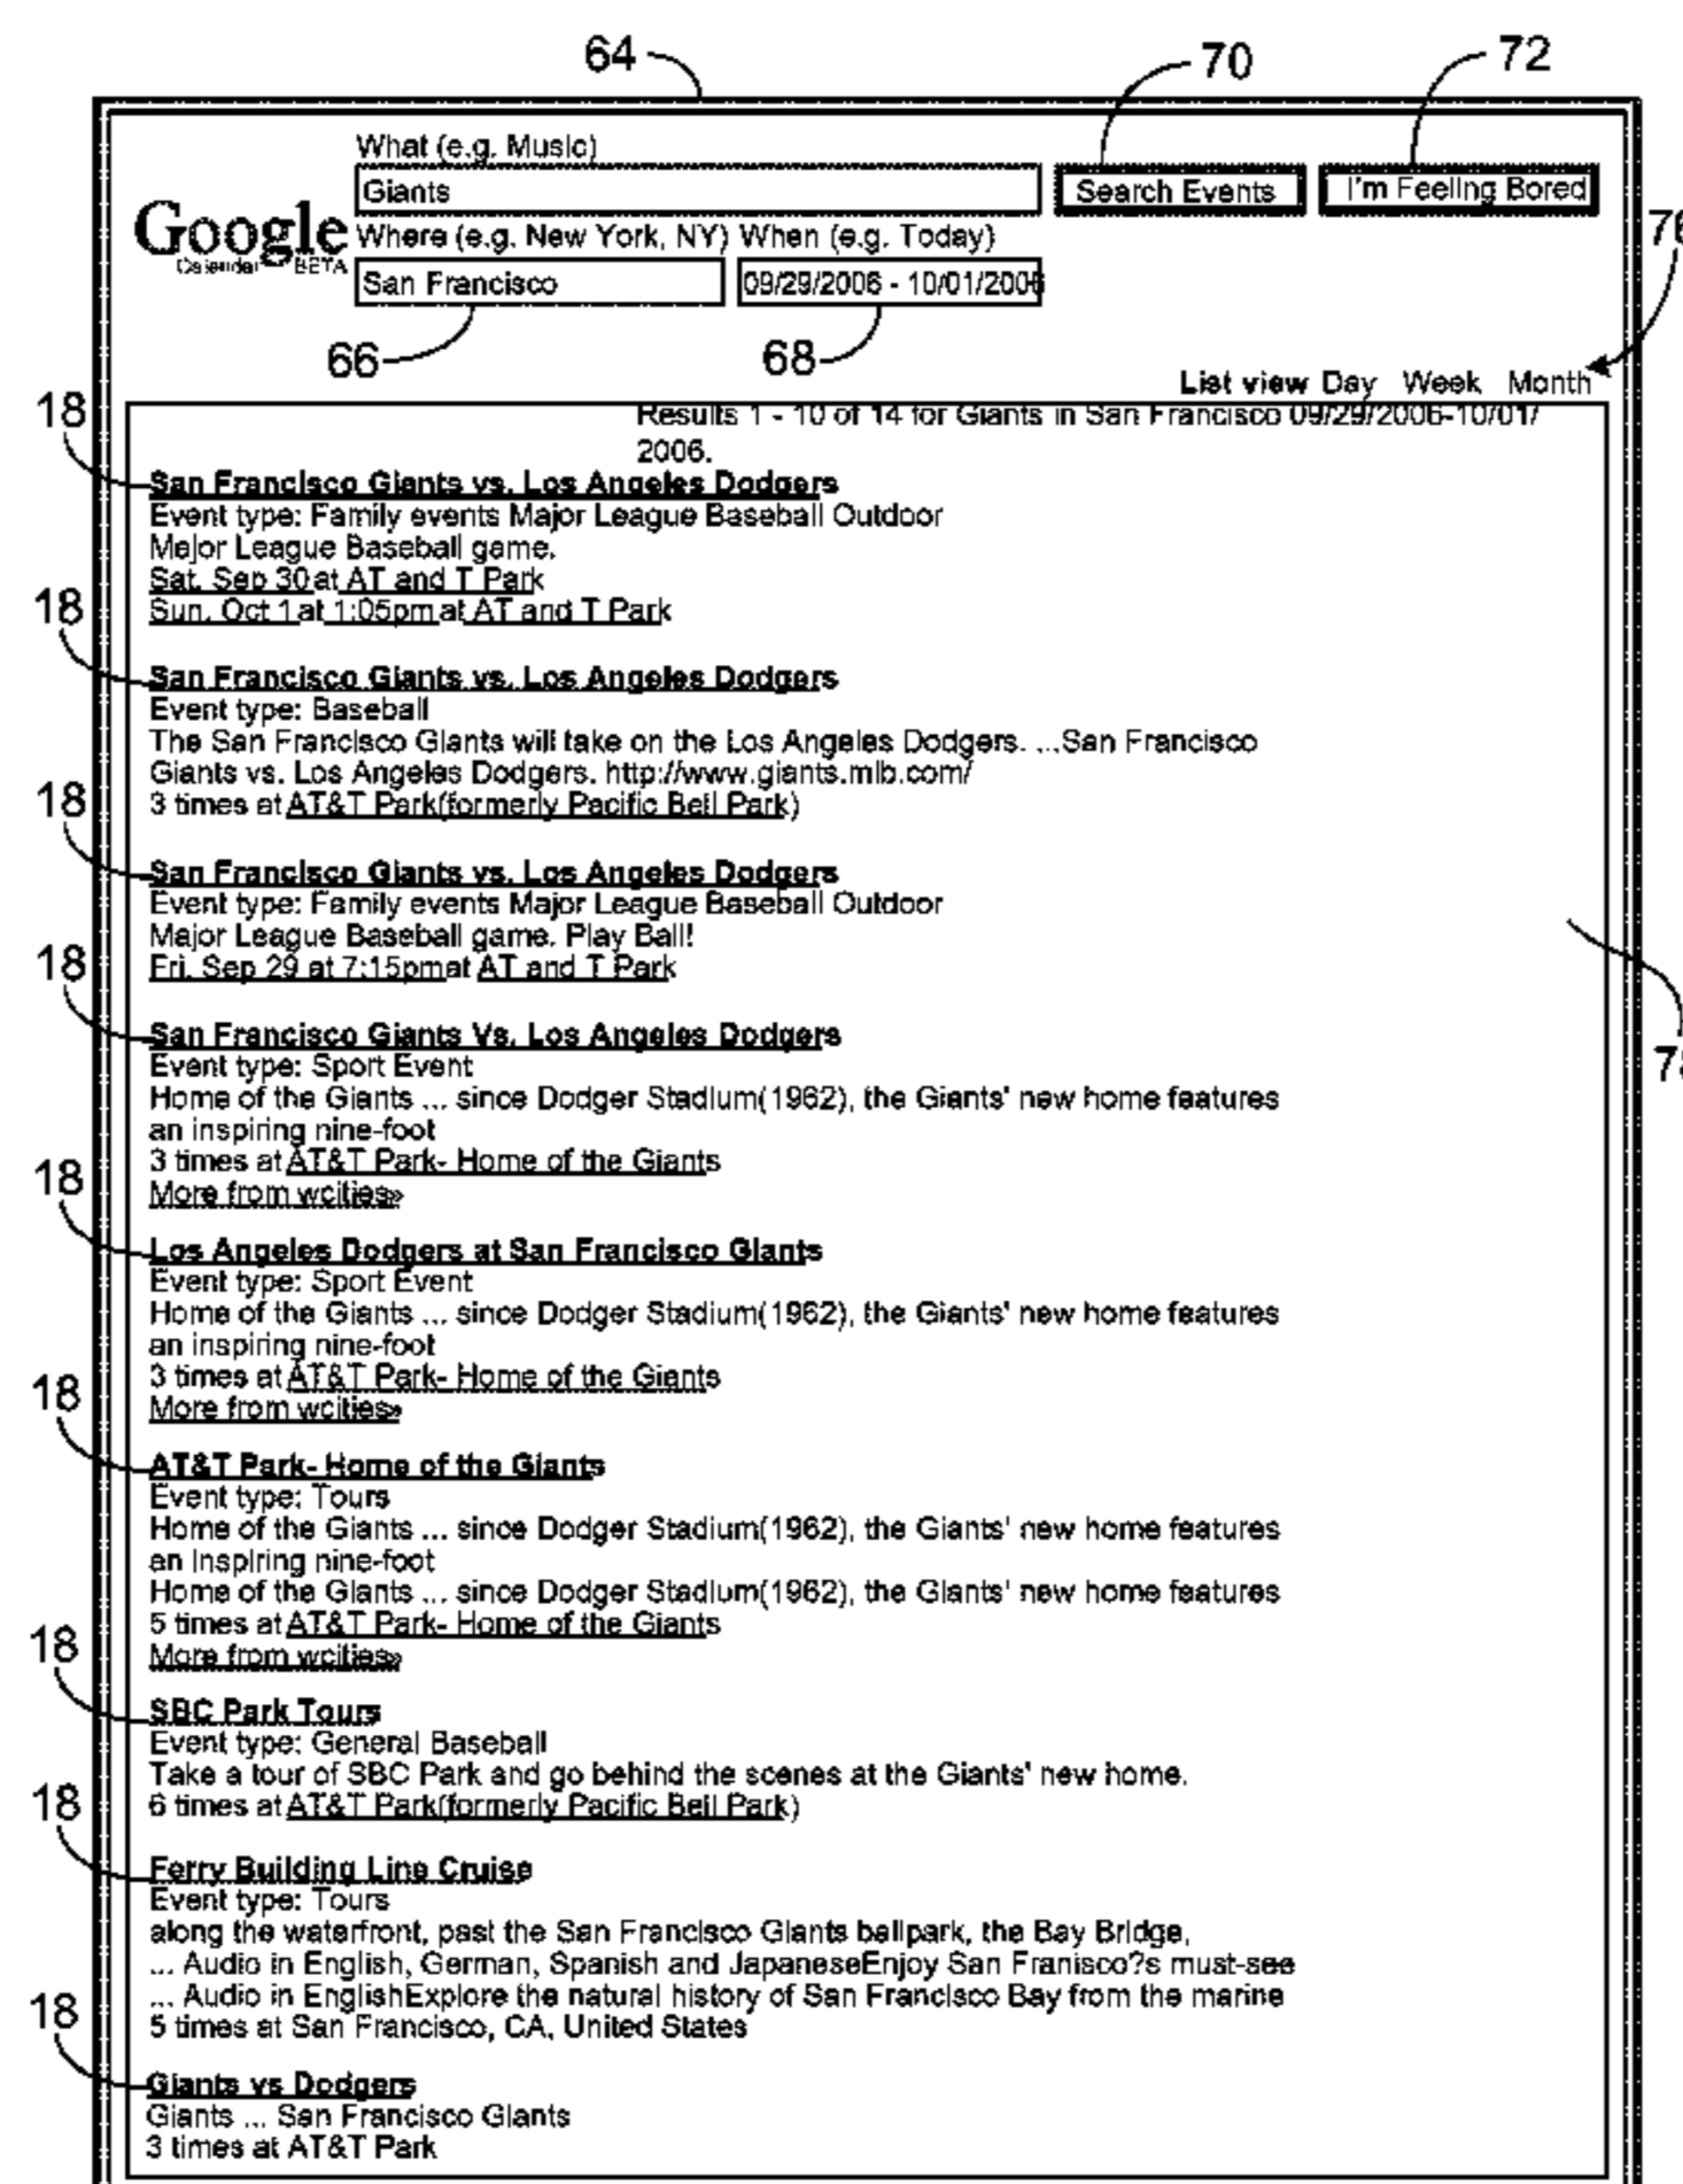 64 70 72
What (e.g. Music)
Giants Search Events I'm Feeling Bored
Google Where (e.g. New York, NY) When (e.g. Today)
Calendar BETA
San Francisco 09/29/2006 - 10/01/2006
66 68
List view Day Week Month
18
Results 1 - 10 of 14 for Giants in San Francisco 09/29/2006-10/01/
2006.
San Francisco Giants vs. Los Angeles Dodgers
Event type: Family events Major League Baseball Outdoor
Major League Baseball game.
Sat. Sep 30 at AT and T Park
18
Sun. Oct 1 at 1:05pm at AT and T Park
San Francisco Giants vs. Los Angeles Dodgers
Event type: Baseball
The San Francisco Giants will take on the Los Angeles Dodgers. ...San Francisco
Giants vs. Los Angeles Dodgers. http://www.giants.mlb.com/
18
3 times at AT&T Park(formerly Pacific Bell Park)
San Francisco Giants vs. Los Angeles Dodgers
Event type: Family events Major League Baseball Outdoor
Major League Baseball game. Play Ball!
18
Fri. Sep 29 at 7:15pmat AT and T Park
San Francisco Giants Vs. Los Angeles Dodgers
Event type: Sport Event
Home of the Giants ... since Dodger Stadium(1962), the Giants' new home features
an inspiring nine-foot
3 times at AT&T Park- Home of the Giants
18
More from wcities»
Los Angeles Dodgers at San Francisco Giants
Event type: Sport Event
Home of the Giants ... since Dodger Stadium(1962), the Giants' new home features
an inspiring nine-foot
3 times at AT&T Park- Home of the Giants
18
More from wcities»
AT&T Park- Home of the Giants
Event type: Tours
Home of the Giants ... since Dodger Stadium(1962), the Giants' new home features
an inspiring nine-foot
Home of the Giants ... since Dodger Stadium(1962), the Giants' new home features
5 times at AT&T Park- Home of the Giants
18
More from wcities»
SBC Park Tours
Event type: General Baseball
Take a tour of SBC Park and go behind the scenes at the Giants' new home.
18
6 times at AT&T Park(formerly Pacific Bell Park)
Ferry Building Line Cruise
Event type: Tours
along the waterfront, past the San Francisco Giants ballpark, the Bay Bridge,
... Audio in English, German, Spanish and JapaneseEnjoy San Franisco?s must-see
... Audio in EnglishExplore the natural history of San Francisco Bay from the marine
18
5 times at San Francisco, CA, United States
Giants vs Dodgers
Giants ... San Francisco Giants
3 times at AT&T Park